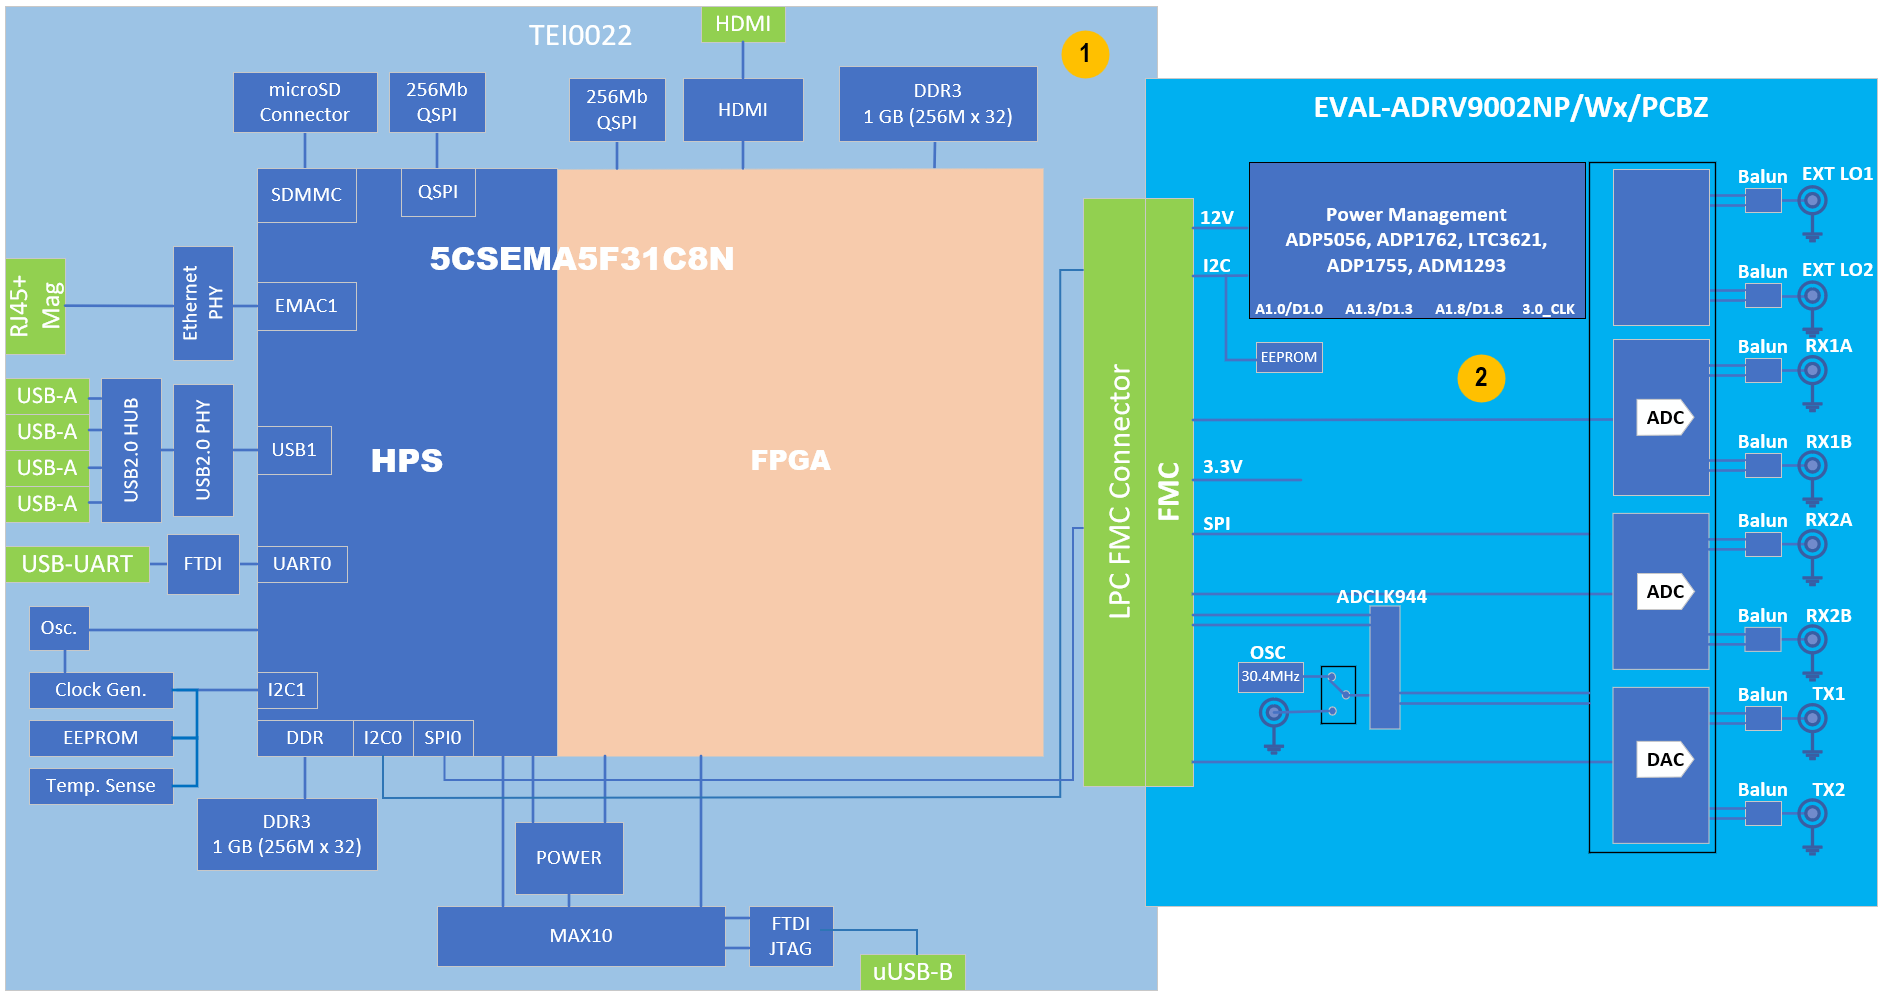 TEI0022
HDMI
1
microSD
Connector
256Mb
QSPI
256Mb
QSPI
HDMI
DDR3
1 GB (256M x 32)
SDMMC
QSPI
5CSEMA5F31C8N
RJ45+
Mag
Ethernet
PHY
EMAC1
USB-A
USB-A
USB-A
USB-A
USB2.0 HUB
USB2.0 PHY
USB1
HPS
FPGA
USB-UART
FTDI
UART0
Osc.
Clock Gen.
I2C1
EEPROM
Temp. Sense
DDR
I2C0
SPI0
DDR3
1 GB (256M x 32)
POWER
MAX10
FTDI
JTAG
uUSB-B
LPC FMC Connector
FMC
EVAL-ADRV9002NP/Wx/PCBZ
12V
I2C
Power Management
ADP5056, ADP1762, LTC3621,
ADP1755, ADM1293
A1.0/D1.0
A1.3/D1.3
A1.8/D1.8
3.0_CLK
EEPROM
2
3.3V
SPI
ADCLK944
OSC
30.4MHz
ADC
ADC
DAC
Balun
EXT LO1
Balun
EXT LO2
Balun
RX1A
Balun
RX1B
Balun
RX2A
Balun
RX2B
Balun
TX1
Balun
TX2